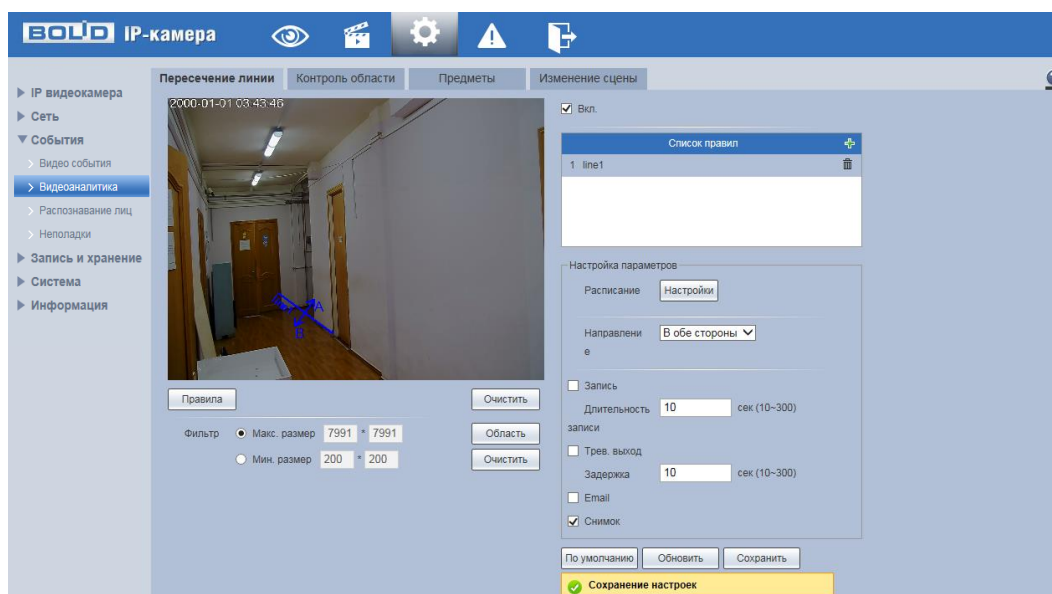 BOLID IP-камера
Пересечение линии Контроль области Предметы Изменение сцены
IP видеокамера
Сеть
События
Видео события
Видеоаналитика
Распознавание лиц
Неполадки
Запись и хранение
Система
Информация
2000-01-01 03:43:46
A
B
Правила Очистить
Фильтр Макс. размер 7991 * 7991 Область
Мин. размер 200 * 200 Очистить
Вкл.
Список правил
1 line1
Настройка параметров
Расписание Настройки
Направлени В обе стороны
е
Запись
Длительность 10 сек (10~300)
записи
Трев. выход
Задержка 10 сек (10~300)
Email
Снимок
По умолчанию Обновить Сохранить
Сохранение настроек